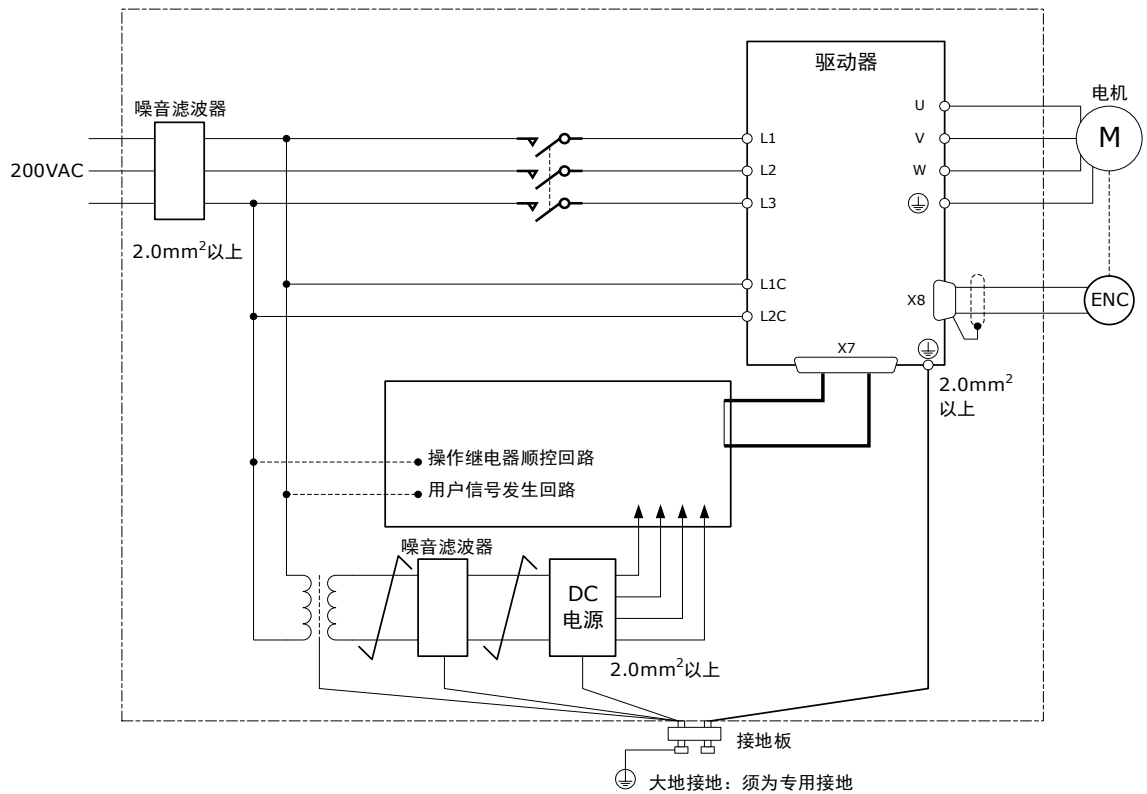 驱动器
电机
噪音滤波器
U
V
W
M
L1
L2
L3
200VAC
2.0mm²以上
L1C
L2C
X8
ENC
X7
2.0mm²
以上
操作继电器顺控回路
用户信号发生回路
噪音滤波器
DC
电源
2.0mm²以上
接地板
大地接地：须为专用接地